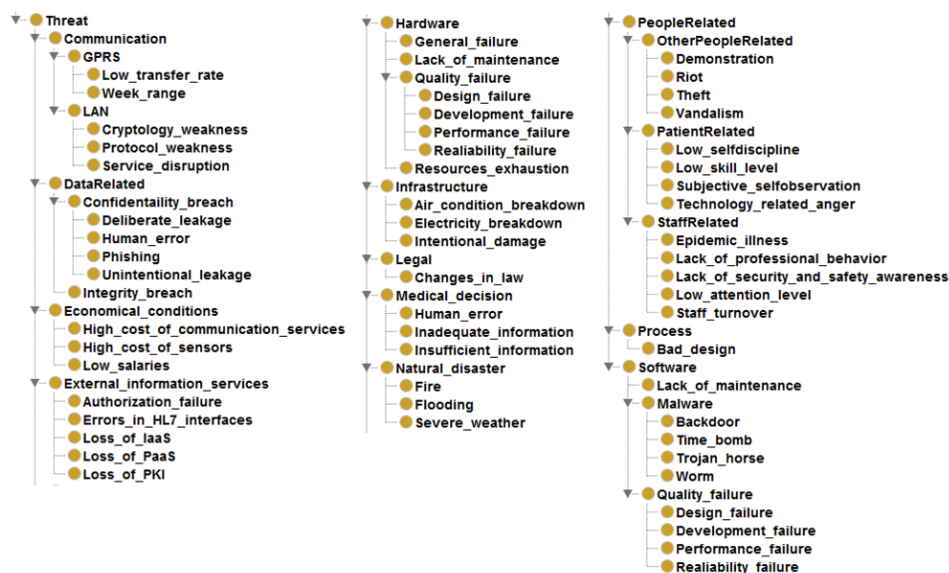 Threat
Communication
GPRS
Low_transfer_rate
Week_range
LAN
Cryptology_weakness
Protocol_weakness
Service_disruption
DataRelated
Confidentaility_breach
Deliberate_leakage
Human_error
Phishing
Unintentional_leakage
Integrity_breach
Economical_conditions
High_cost_of_communication_services
High_cost_of_sensors
Low_salaries
External_information_services
Authorization_failure
Errors_in_HL7_interfaces
Loss_of_IaaS
Loss_of_PaaS
Loss_of_PKI
Hardware
General_failure
Lack_of_maintenance
Quality_failure
Design_failure
Development_failure
Performance_failure
Realiability_failure
Resources_exhaustion
Infrastructure
Air_condition_breakdown
Electricity_breakdown
Intentional_damage
Legal
Changes_in_law
Medical_decision
Human_error
Inadequate_information
Insufficient_information
Natural_disaster
Fire
Flooding
Severe_weather
PeopleRelated
OtherPeopleRelated
Demonstration
Riot
Theft
Vandalism
PatientRelated
Low_selfdiscipline
Low_skill_level
Subjective_selfobservation
Technology_related_anger
StaffRelated
Epidemic_illness
Lack_of_professional_behavior
Lack_of_security_and_safety_awareness
Low_attention_level
Staff_turnover
Process
Bad_design
Software
Lack_of_maintenance
Malware
Backdoor
Time_bomb
Trojan_horse
Worm
Quality_failure
Design_failure
Development_failure
Performance_failure
Realiability_failure